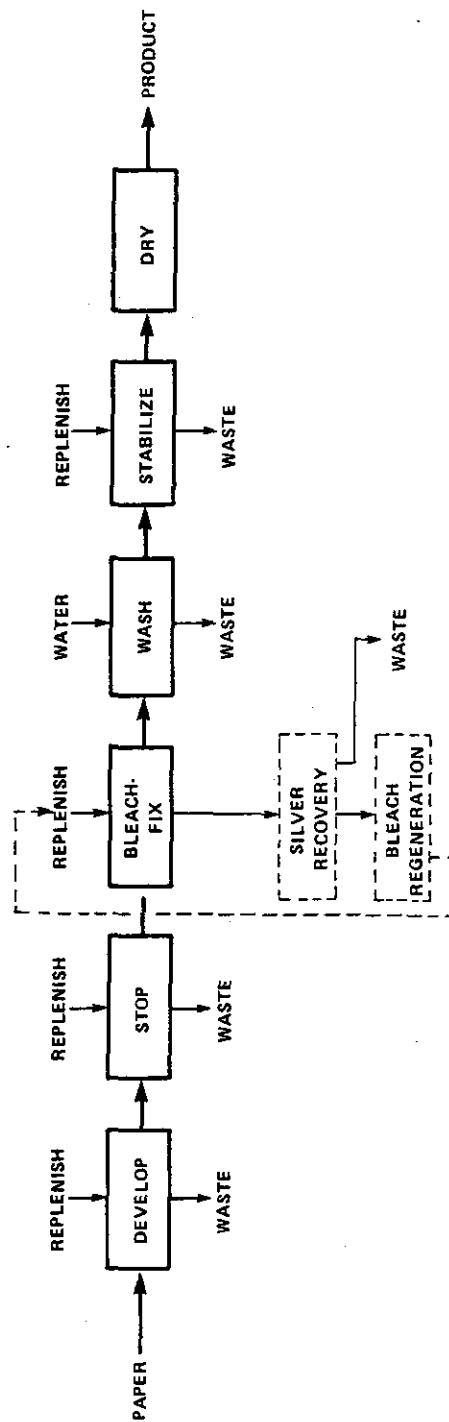 REPLENISH
REPLENISH
REPLENISH
WATER
REPLENISH
PAPER
DEVELOP
STOP
BLEACH-
FIX
WASH
STABILIZE
DRY
PRODUCT
WASTE
WASTE
WASTE
WASTE
SILVER
RECOVERY
WASTE
BLEACH
REGENERATION